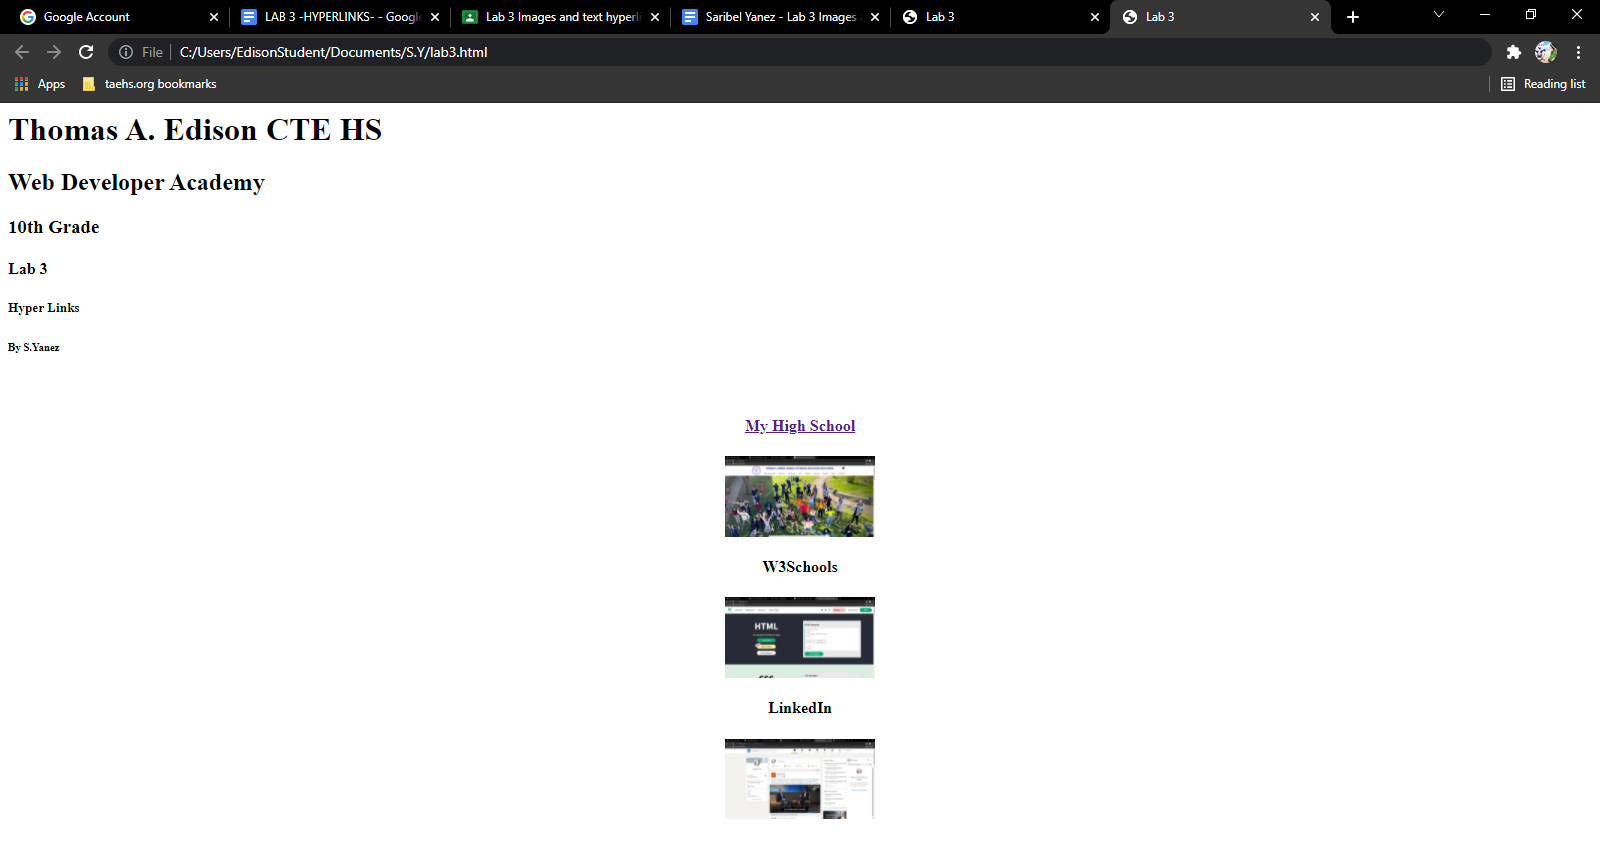 Google Account
LAB 3 -HYPERLINKS- - Googl
Lab 3 Images and text hyperli
Saribel Yanez - Lab 3 Images
Lab 3
Lab 3
File
C:/Users/EdisonStudent/Documents/S.Y/lab3.html
Apps
taehs.org bookmarks
Reading list
Thomas A. Edison CTE HS
Web Developer Academy
10th Grade
Lab 3
Hyper Links
By S.Yanez
My High School
W3Schools
HTML
LinkedIn